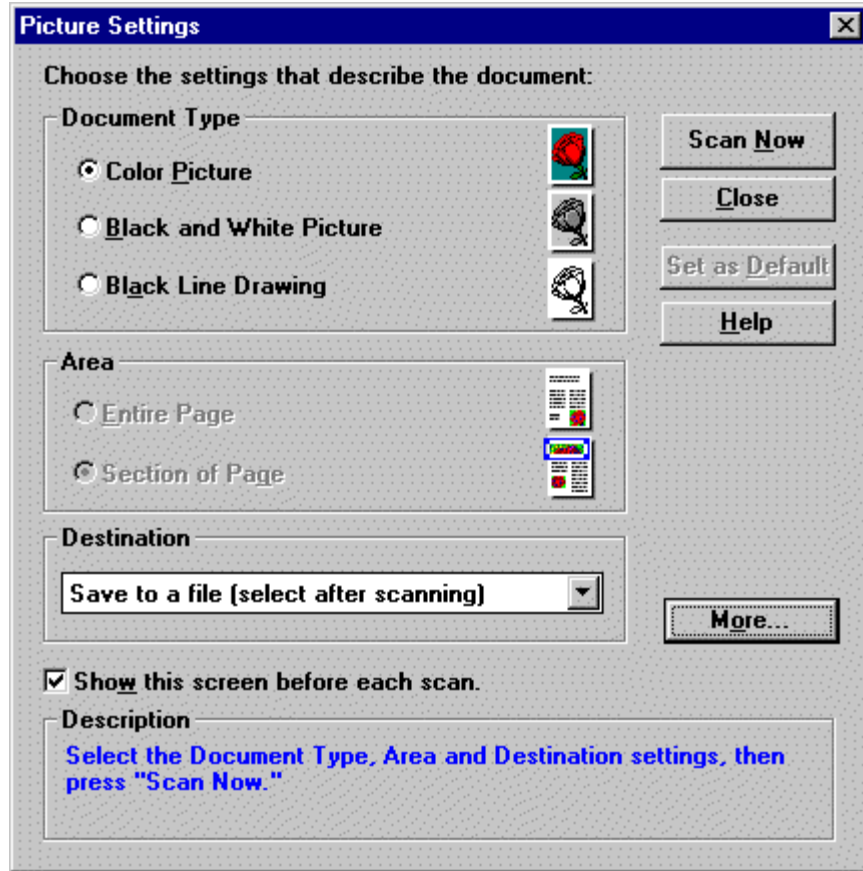 Picture Settings
Choose the settings that describe the document:
Document Type
Color Picture
Black and White Picture
Black Line Drawing
Scan Now
Close
Set as Default
Help
Area
Entire Page
Section of Page
Destination
Save to a file (select after scanning)
More...
Show this screen before each scan.
Description
Select the Document Type, Area and Destination settings, then
press "Scan Now."